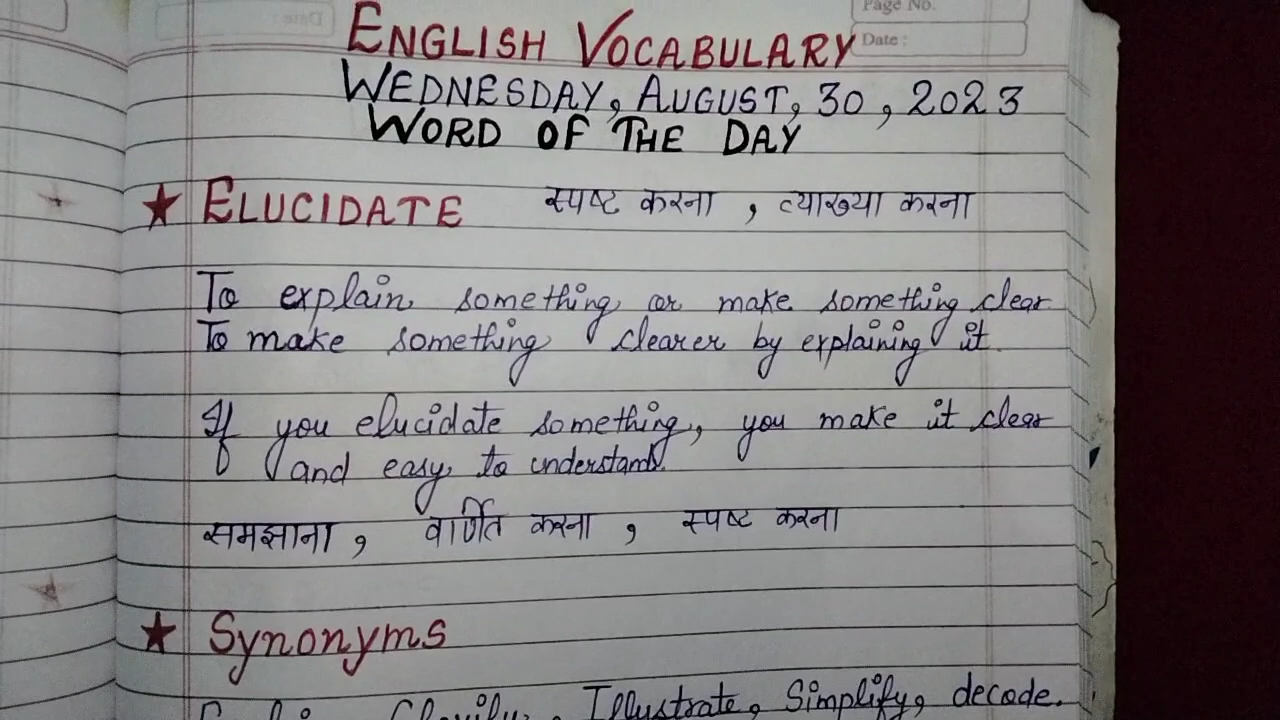 Page No.
Date :
ENGLISH VOCABULARY
WEDNESDAY, AUGUST, 30, 2023
WORD OF THE DAY
★ ELUCIDATE स्पष्ट करना , व्याख्या करना
To explain something or make something clear
To make something clearer by explaining it
If you elucidate something, you make it clear
and easy to understand.
समझाना , वर्णित करना , स्पष्ट करना
★ Synonyms
Clarify, Illustrate, Simplify, decode.